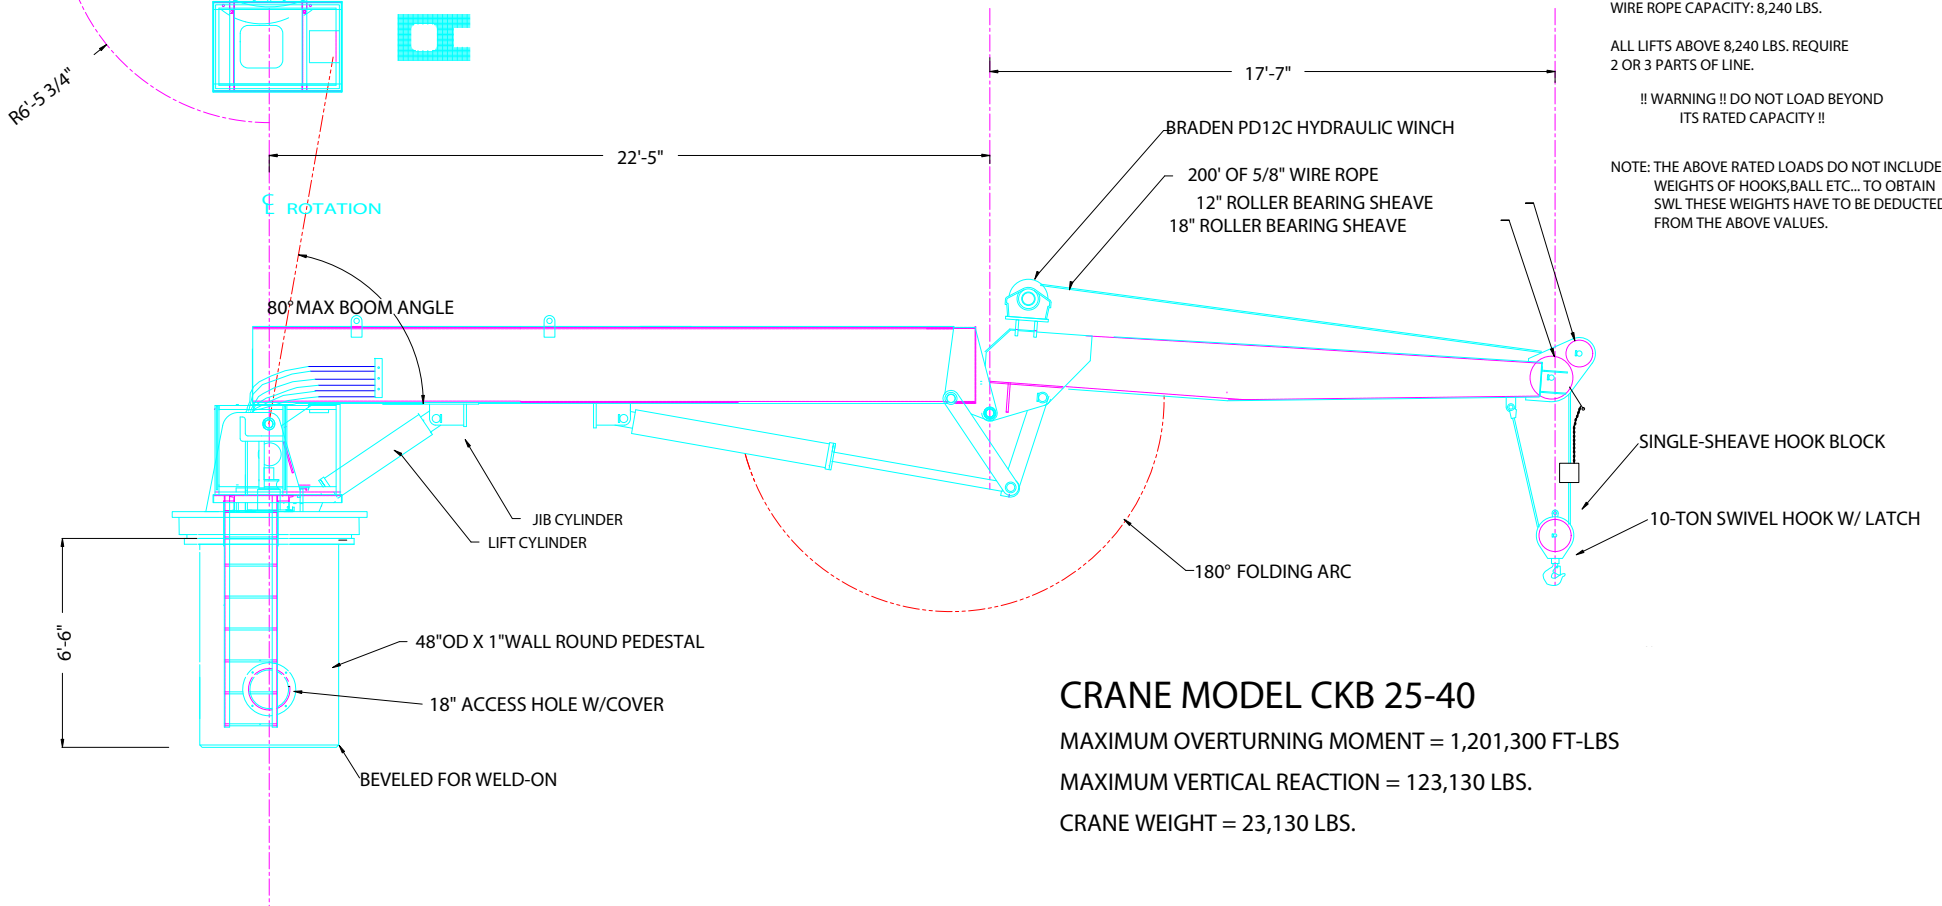 WIRE ROPE CAPACITY: 8,240 LBS.
ALL LIFTS ABOVE 8,240 LBS. REQUIRE
2 OR 3 PARTS OF LINE.
!! WARNING !! DO NOT LOAD BEYOND
ITS RATED CAPACITY !!
NOTE: THE ABOVE RATED LOADS DO NOT INCLUDE
WEIGHTS OF HOOKS,BALL ETC... TO OBTAIN
SWL THESE WEIGHTS HAVE TO BE DEDUCTED
FROM THE ABOVE VALUES.
R6'-5 3/4"
17'-7"
22'-5"
BRADEN PD12C HYDRAULIC WINCH
200' OF 5/8" WIRE ROPE
12" ROLLER BEARING SHEAVE
18" ROLLER BEARING SHEAVE
℄ ROTATION
80° MAX BOOM ANGLE
SINGLE-SHEAVE HOOK BLOCK
10-TON SWIVEL HOOK W/ LATCH
JIB CYLINDER
LIFT CYLINDER
180° FOLDING ARC
6'-6"
48"OD X 1"WALL ROUND PEDESTAL
18" ACCESS HOLE W/COVER
BEVELED FOR WELD-ON
CRANE MODEL CKB 25-40
MAXIMUM OVERTURNING MOMENT = 1,201,300 FT-LBS
MAXIMUM VERTICAL REACTION = 123,130 LBS.
CRANE WEIGHT = 23,130 LBS.